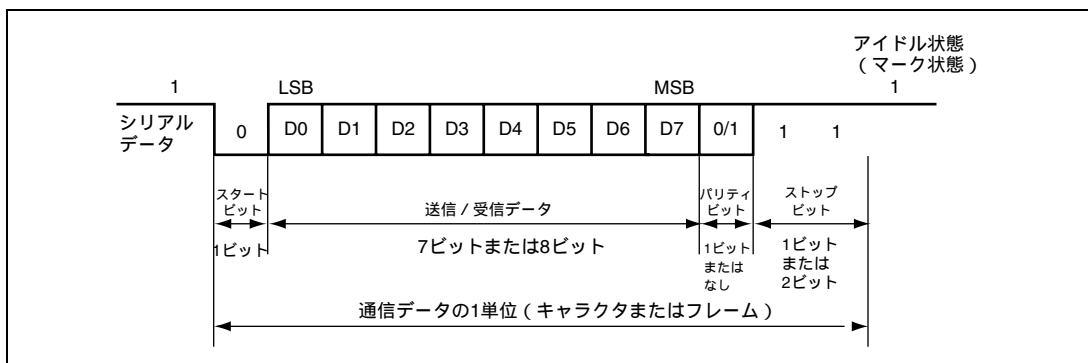 アイドル状態
(マーク状態)
1 LSB MSB 1
シリアル
データ
0 D0 D1 D2 D3 D4 D5 D6 D7 0/1 1 1
スタート
ビット
送信 / 受信データ
パリティ
ビット
ストップ
ビット
1ビット
7ビットまたは8ビット
1ビット
または
なし
1ビット
または
2ビット
通信データの1単位(キャラクタまたはフレーム)